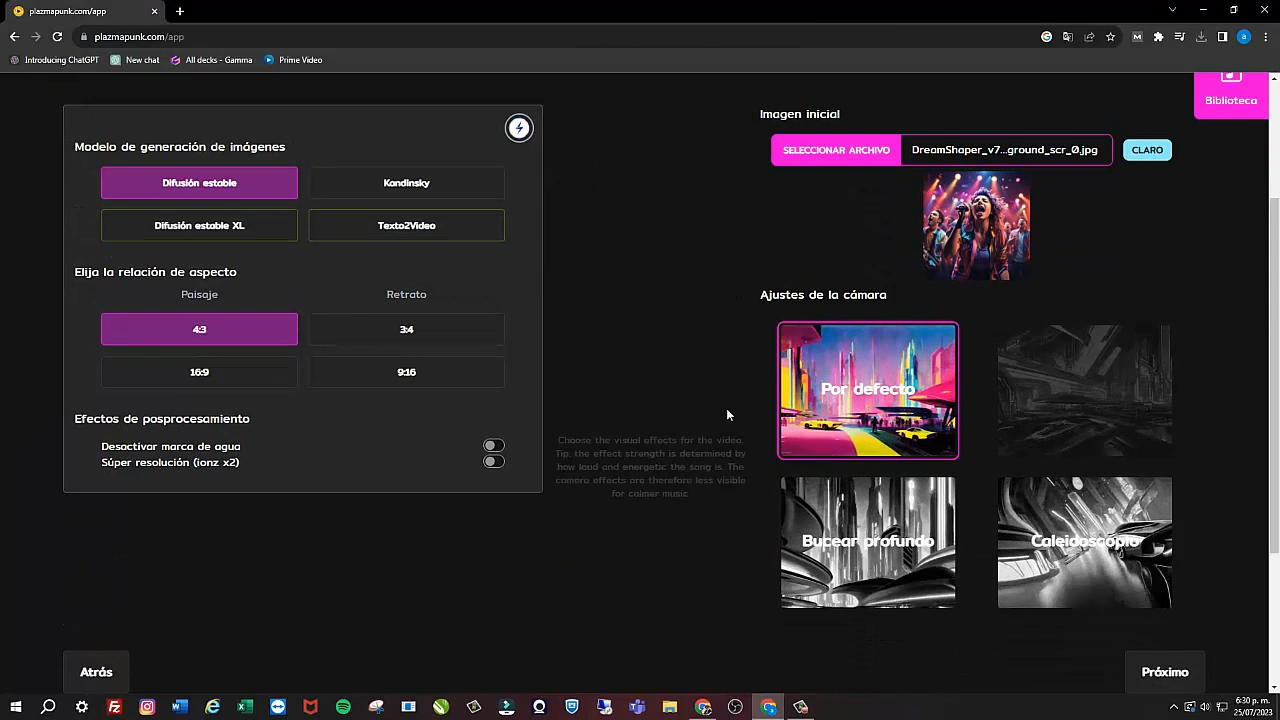 plazmapunk.com/app
plazmapunk.com/app
Introducing ChatGPT
New chat
All decks - Gamma
Prime Video
Biblioteca
Modelo de generación de imágenes
Difusión estable
Kandinsky
Difusión estable XL
Texto2Video
Elija la relación de aspecto
Paisaje
Retrato
4:3
3:4
16:9
9:16
Efectos de posprocesamiento
Desactivar marca de agua
Súper resolución (ionz x2)
Choose the visual effects for the video.
Tip: the effect strength is determined by
how loud and energetic the song is. The
camera effects are therefore less visible
for calmer music
Imagen inicial
SELECCIONAR ARCHIVO
DreamShaper_v7...ground_scr_0.jpg
CLARO
Ajustes de la cámara
Por defecto
Bucear profundo
Caleidoscopio
Atrás
Próximo
6:30 p. m.
25/07/2023